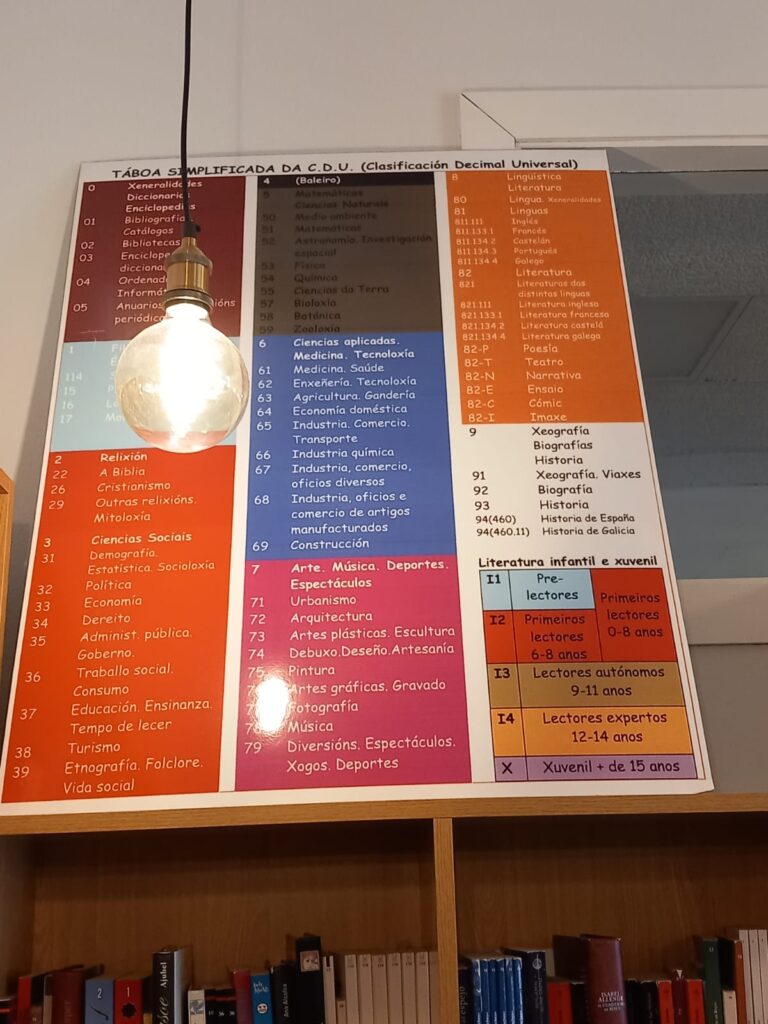 TÁBOA SIMPLIFICADA DA C.D.U. (Clasificación Decimal Universal)
0 Xeneralidades
Diccionarios
Enciclopedias
01 Bibliografías
Catálogos
02 Bibliotecas
03
04
05 Anuarios
1
114
15
16
17
2 Relixión
22 A Biblia
26 Cristianismo
29 Outras relixións.
Mitoloxía
3 Ciencias Sociais
31 Demografía.
Estatística. Socioloxía
32 Política
33 Economía
34 Dereito
35 Administ. pública.
Goberno.
36 Traballo social.
Consumo
37 Educación. Ensinanza.
Tempo de lecer
38 Turismo
39 Etnografía. Folclore.
Vida social
4 (Baleiro)
5 Matemáticas
Ciencias Naturale
50 Medio ambiente
51 Matemáticas
52 Astronomía. Investigación
espacial
53 Física
54 Química
55 Ciencias da Terra
57 Bioloxía
58 Botánica
59 Zooloxía
6 Ciencias aplicadas.
Medicina. Tecnoloxía
61 Medicina. Saúde
62 Enxeñería. Tecnoloxía
63 Agricultura. Gandería
64 Economía doméstica
65 Industria. Comercio.
Transporte
66 Industria química
67 Industria, comercio,
oficios diversos
68 Industria, oficios e
comercio de artigos
manufacturados
69 Construcción
7 Arte. Música. Deportes.
Espectáculos
71 Urbanismo
72 Arquitectura
73 Artes plásticas. Escultura
74 Debuxo.Deseño.Artesanía
75 Pintura
Artes gráficas. Gravado
Fotografía
Música
79 Diversións. Espectáculos.
Xogos. Deportes
8 Lingüística
Literatura
80 Lingua. Xeneralidades
81 Linguas
811.111 Inglés
811.133.1 Francés
811.134.2 Castelán
811.134.3 Portugués
811.134.4 Galego
82 Literatura
821 Literaturas das
distintas linguas
821.111 Literatura inglesa
821.133.1 Literatura francesa
821.134.2 Literatura castelá
821.134.4 Literatura galega
82-P Poesía
82-T Teatro
82-N Narrativa
82-E Ensaio
82-C Cómic
82-I Imaxe
9 Xeografía
Biografías
Historia
91 Xeografía. Viaxes
92 Biografía
93 Historia
94(460) Historia de España
94(460.11) Historia de Galicia
Literatura infantil e xuvenil
I1 Pre-
lectores
I2 Primeiros
lectores
6-8 anos
Primeiros
lectores
0-8 anos
I3 Lectores autónomos
9-11 anos
I4 Lectores expertos
12-14 anos
X Xuvenil + de 15 anos
2
1
Ajubel
ISABEL
ALLENDE